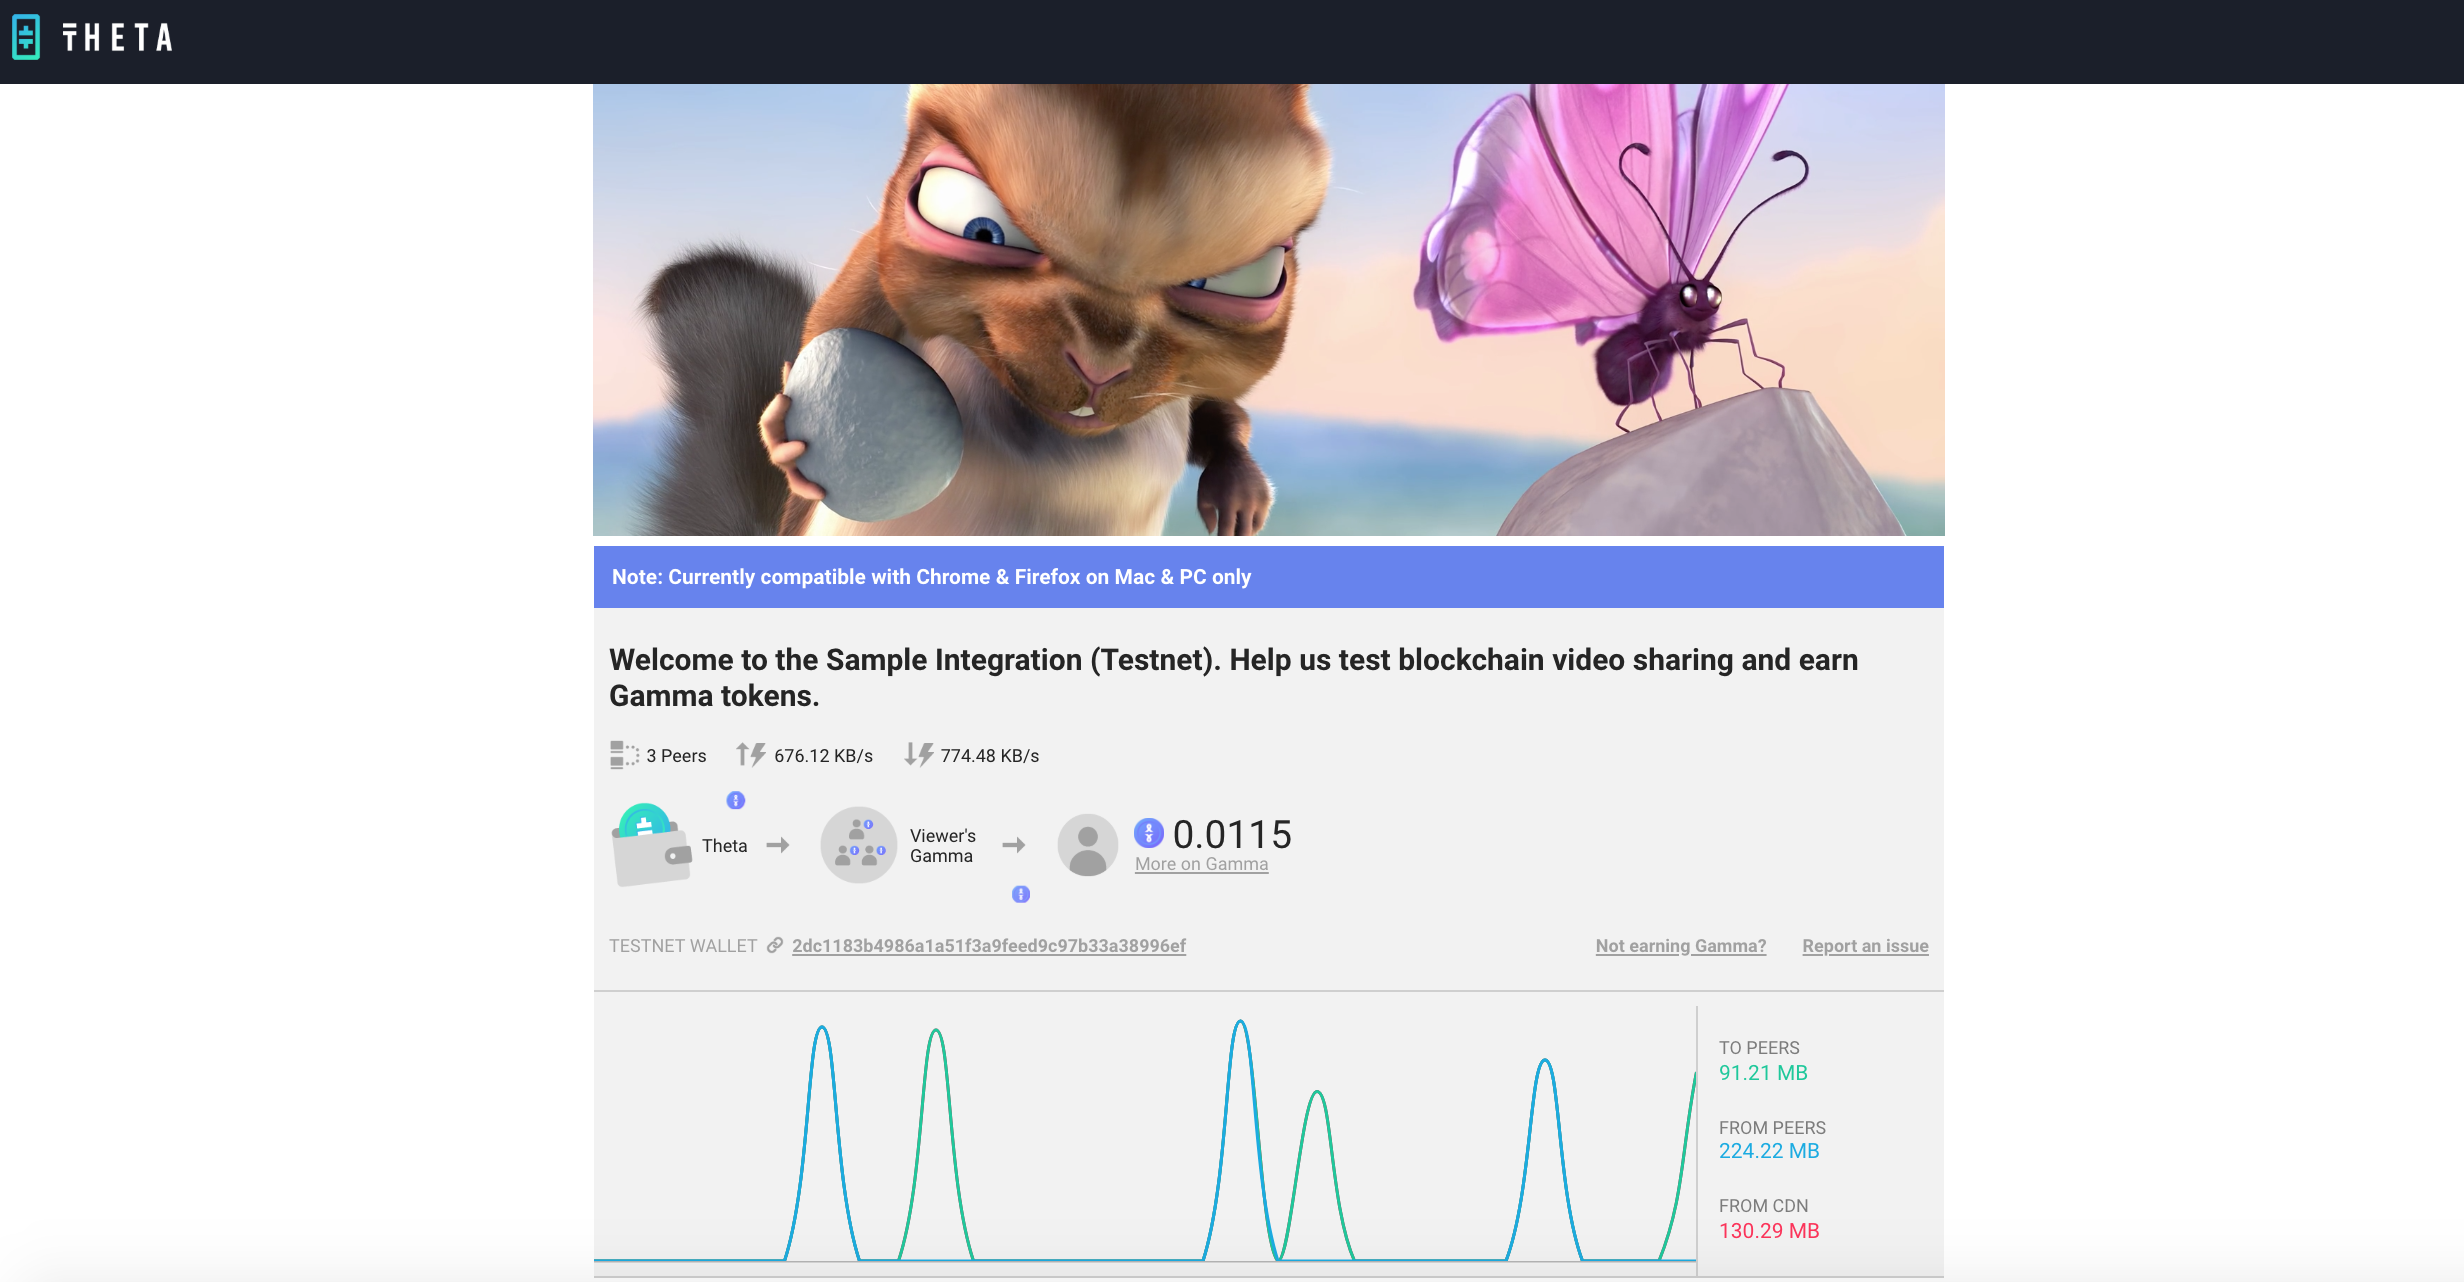 THETA
Note: Currently compatible with Chrome & Firefox on Mac & PC only
Welcome to the Sample Integration (Testnet). Help us test blockchain video sharing and earn
Gamma tokens.
3 Peers 676.12 KB/s 774.48 KB/s
Theta
Viewer's
Gamma
0.0115
More on Gamma
TESTNET WALLET 2dc1183b4986a1a51f3a9feed9c97b33a38996ef Not earning Gamma? Report an issue
TO PEERS
91.21 MB
FROM PEERS
224.22 MB
FROM CDN
130.29 MB